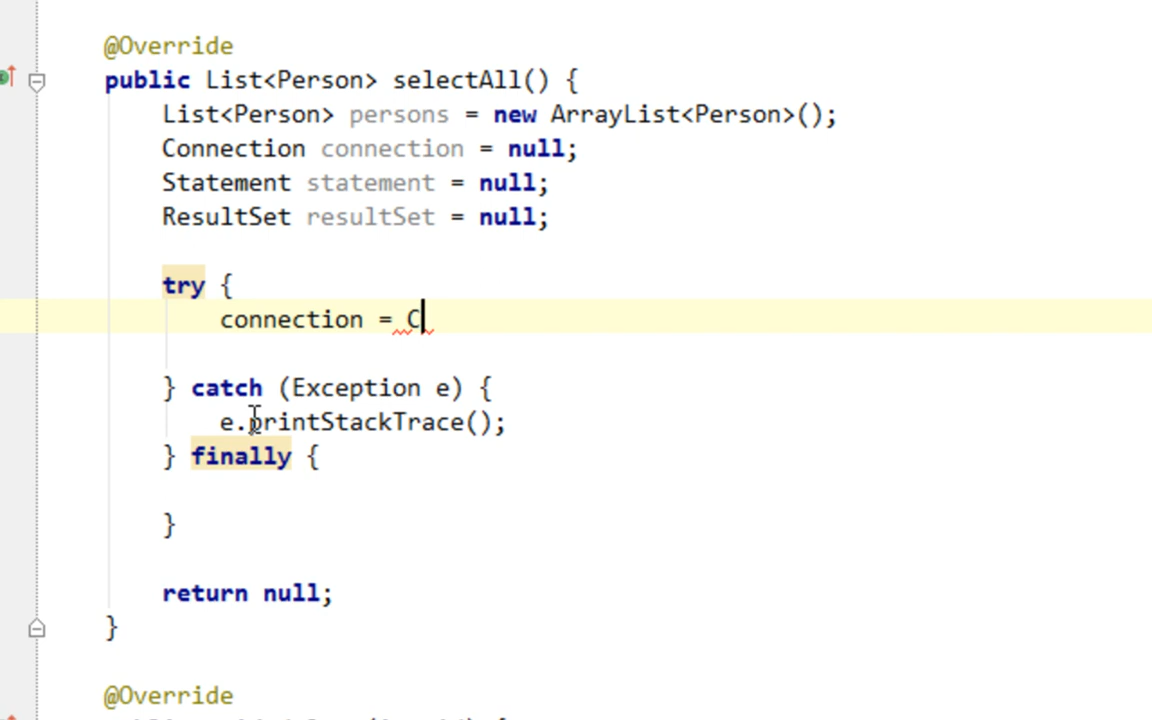 @Override
public List<Person> selectAll() {
List<Person> persons = new ArrayList<Person>();
Connection connection = null;
Statement statement = null;
ResultSet resultSet = null;
try {
connection = C
} catch (Exception e) {
e.printStackTrace();
} finally {
}
return null;
}
@Override